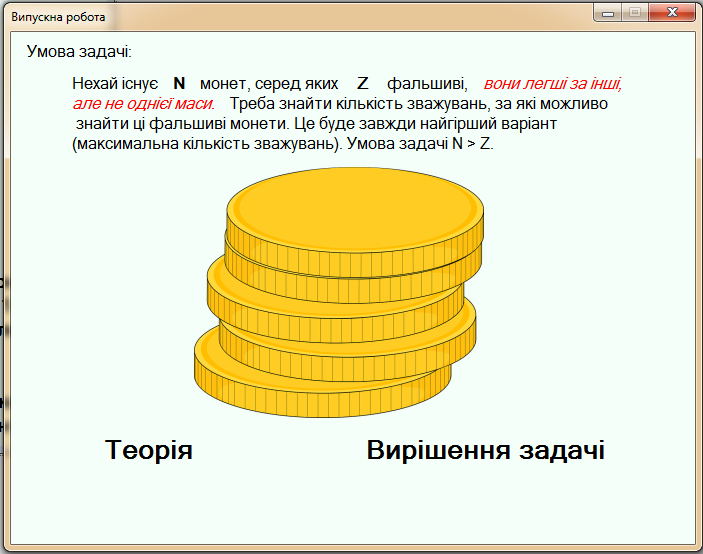 Випускна робота
Умова задачі:
Нехай існує N монет, серед яких Z фальшиві, вони легші за інші,
але не однієї маси. Треба знайти кількість зважувань, за які можливо
знайти ці фальшиві монети. Це буде завжди найгірший варіант
(максимальна кількість зважувань). Умова задачі N > Z.
Теорія Вирішення задачі